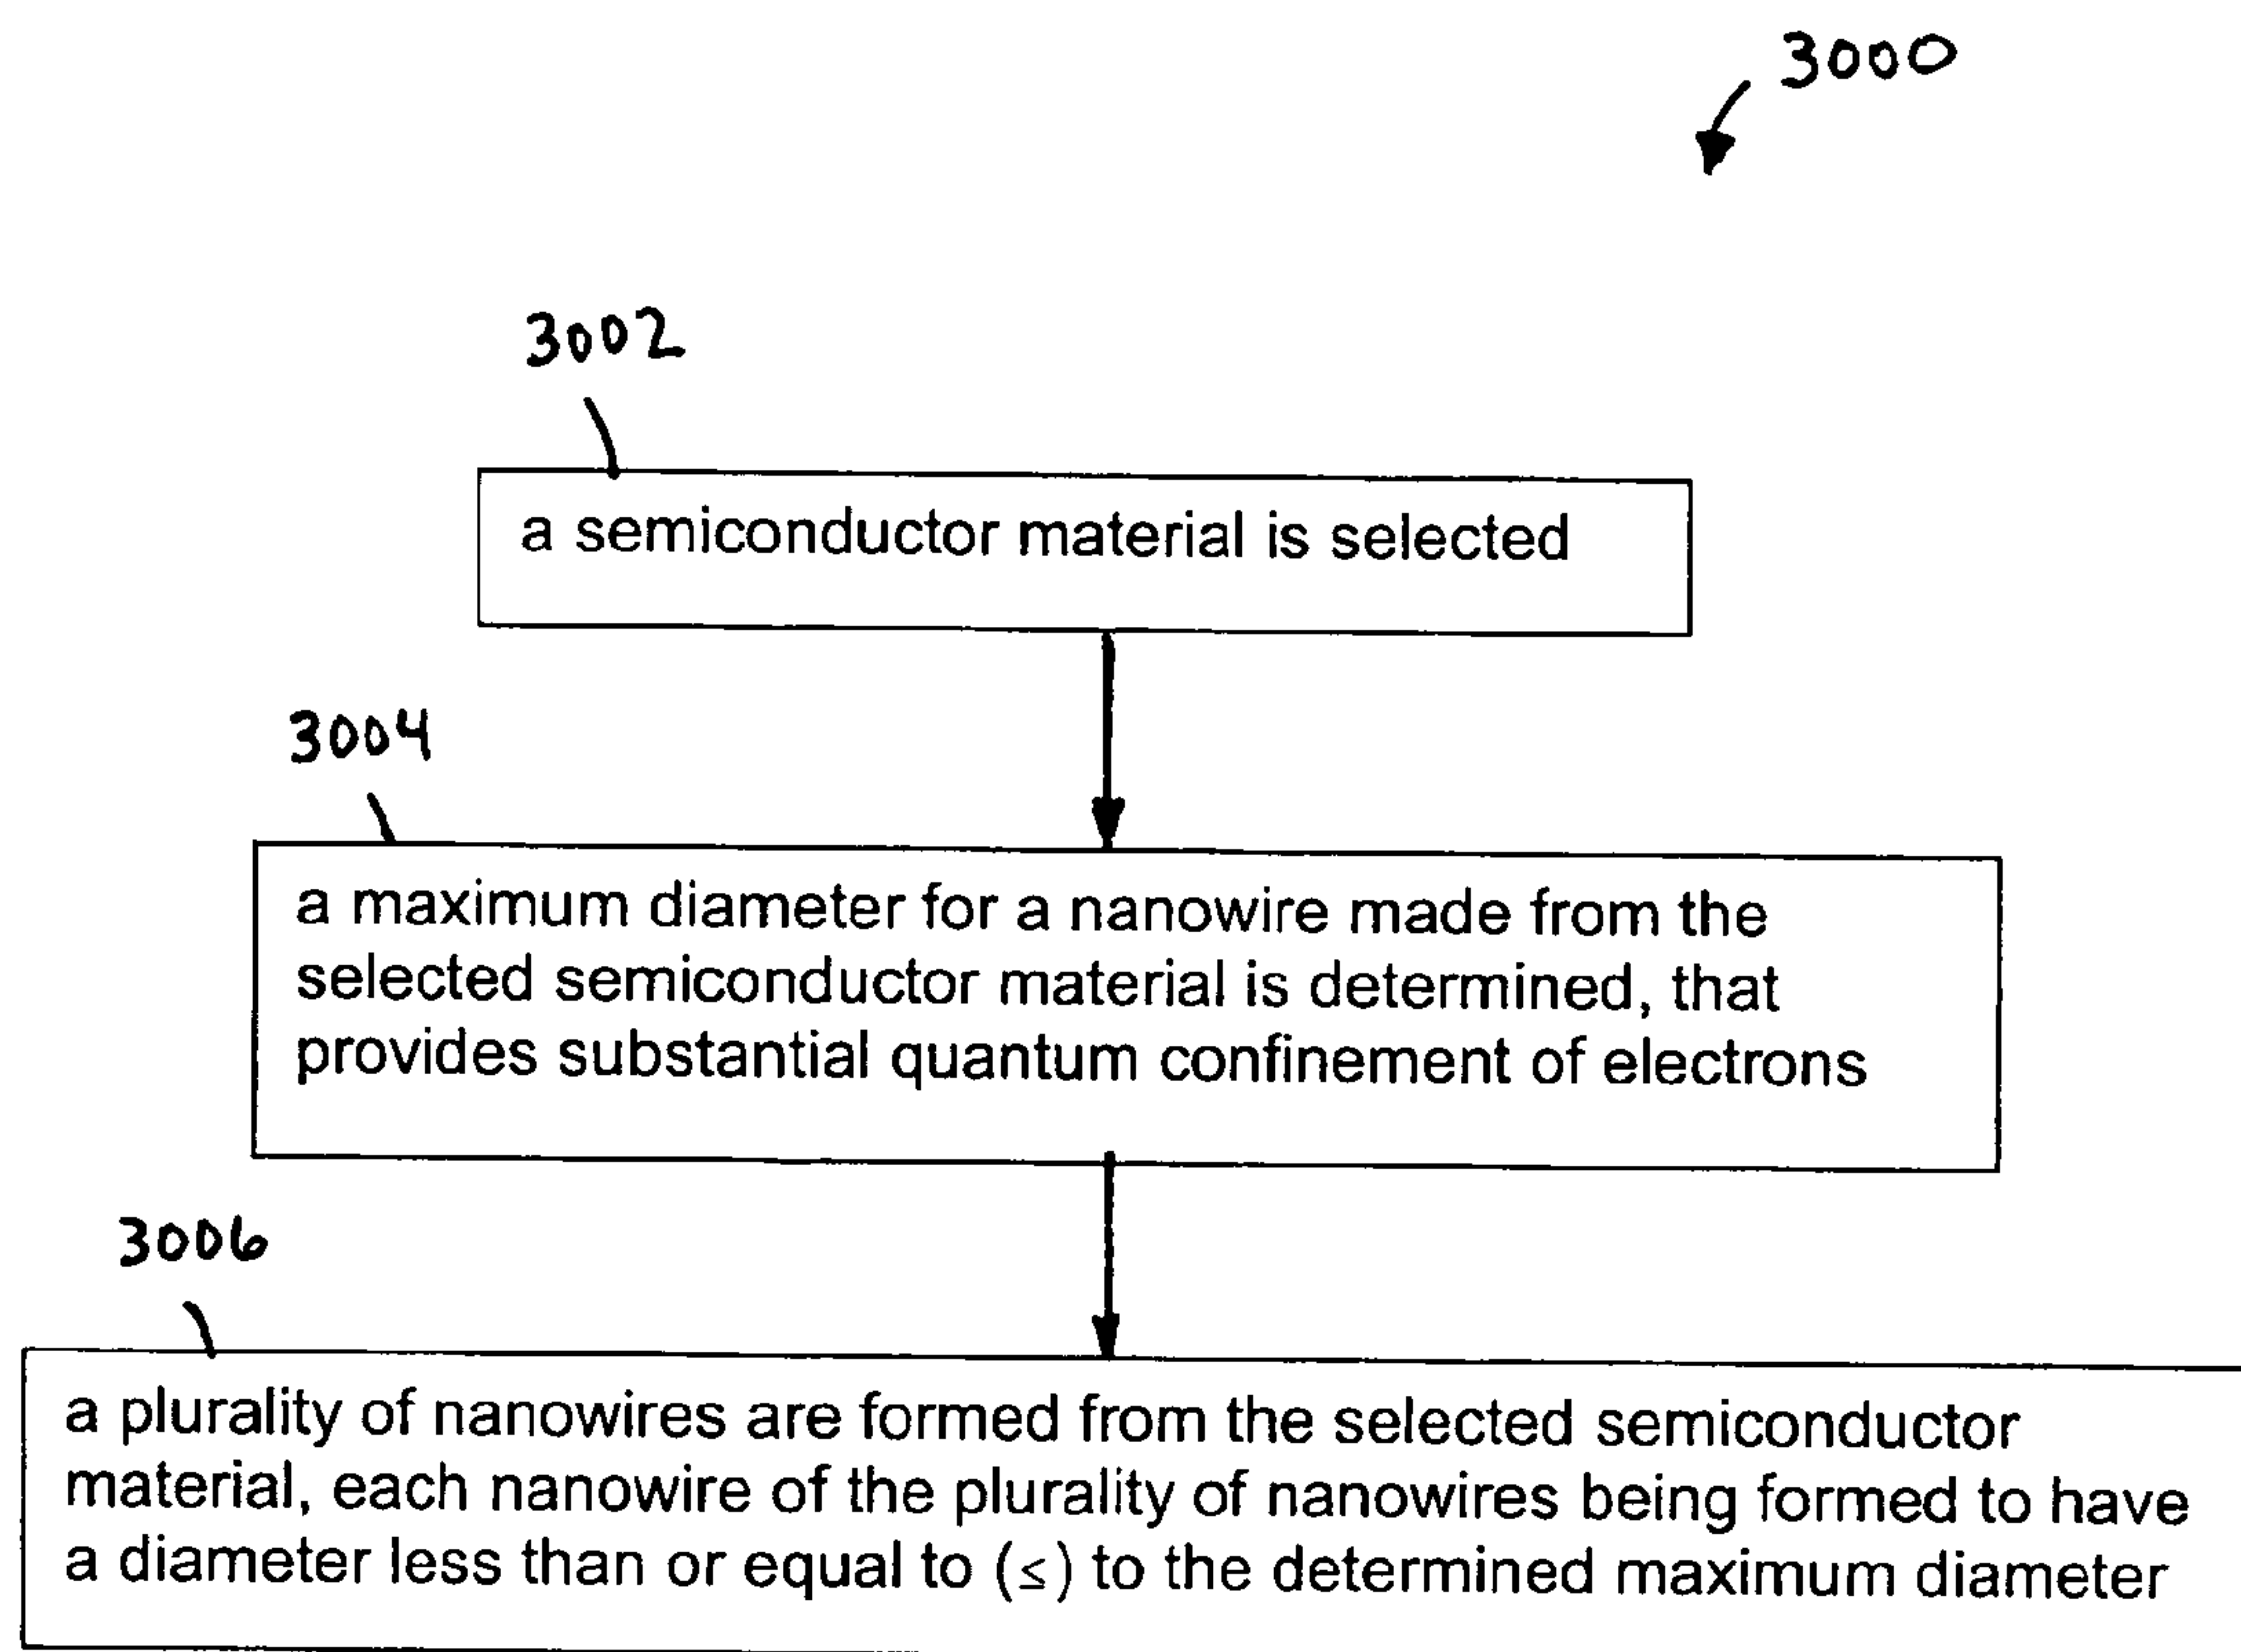 3000
3002
a semiconductor material is selected
3004
a maximum diameter for a nanowire made from the
selected semiconductor material is determined, that
provides substantial quantum confinement of electrons
3006
a plurality of nanowires are formed from the selected semiconductor
material, each nanowire of the plurality of nanowires being formed to have
a diameter less than or equal to (≤) to the determined maximum diameter